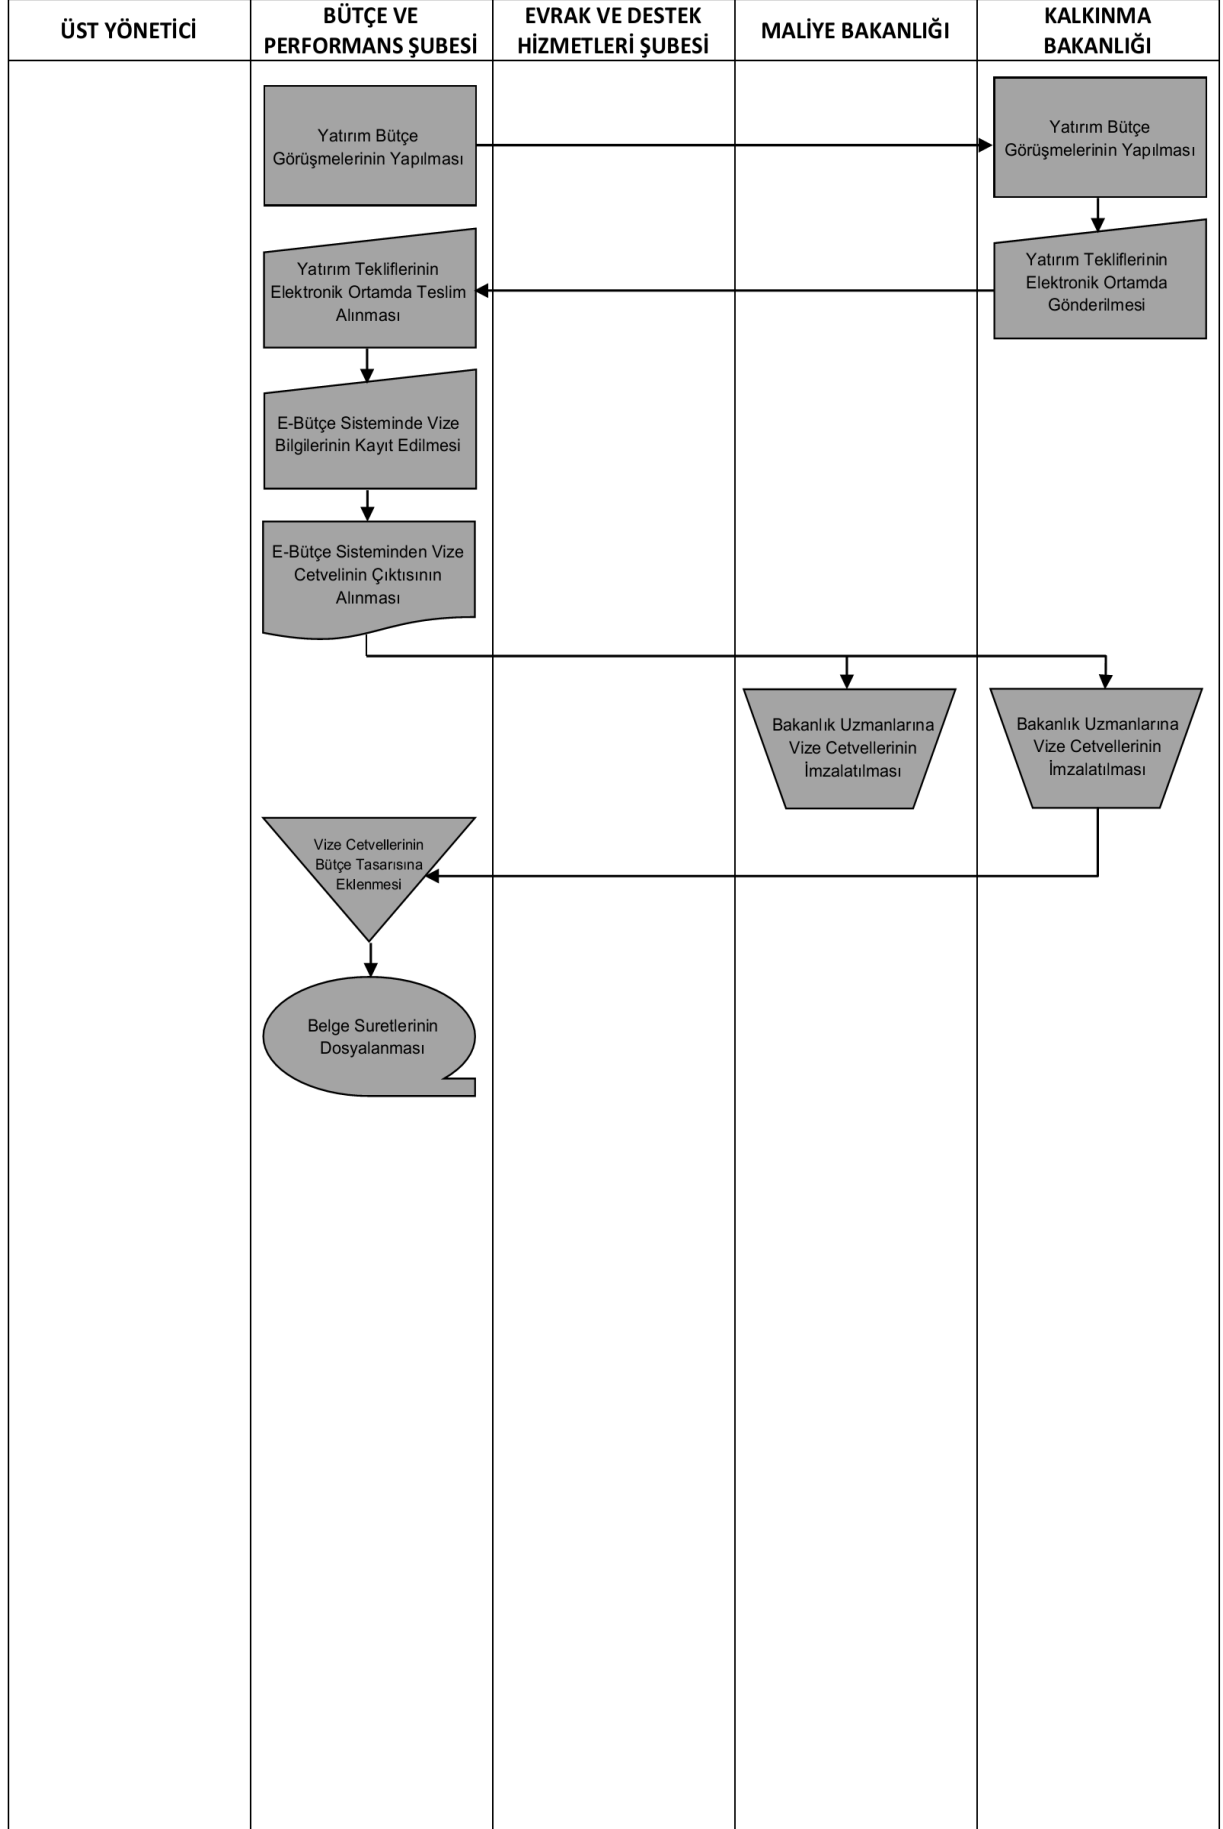 ÜST YÖNETİCİ
BÜTÇE VE
PERFORMANS ŞUBESİ
EVRAK VE DESTEK
HİZMETLERİ ŞUBESİ
MALİYE BAKANLIĞI
KALKINMA
BAKANLIĞI
Yatırım Bütçe
Görüşmelerinin Yapılması
Yatırım Bütçe
Görüşmelerinin Yapılması
Yatırım Tekliflerinin
Elektronik Ortamda Teslim
Alınması
Yatırım Tekliflerinin
Elektronik Ortamda
Gönderilmesi
E-Bütçe Sisteminde Vize
Bilgilerinin Kayıt Edilmesi
E-Bütçe Sisteminden Vize
Cetvelinin Çıktısının
Alınması
Bakanlık Uzmanlarına
Vize Cetvellerinin
İmzalatılması
Bakanlık Uzmanlarına
Vize Cetvellerinin
İmzalatılması
Vize Cetvellerinin
Bütçe Tasarısına
Eklenmesi
Belge Suretlerinin
Dosyalanması